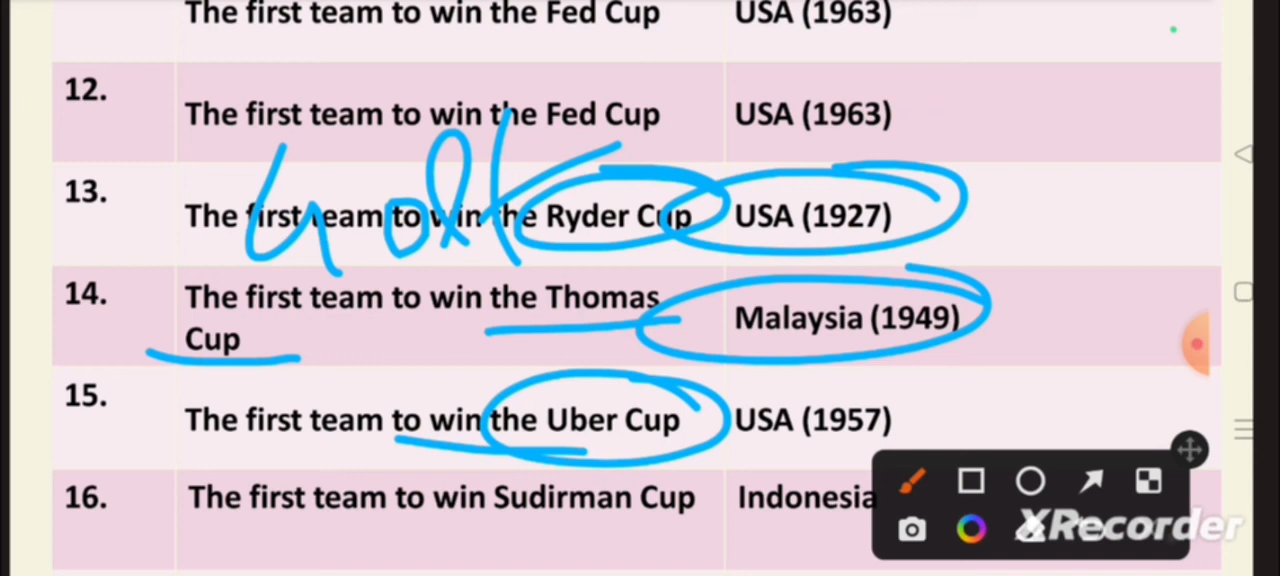 The first team to win the Fed Cup USA (1963)
12. The first team to win the Fed Cup USA (1963)
13. The first team to win the Ryder Cup USA (1927)
14. The first team to win the Thomas Cup Malaysia (1949)
15. The first team to win the Uber Cup USA (1957)
16. The first team to win Sudirman Cup Indonesia
XRecorder